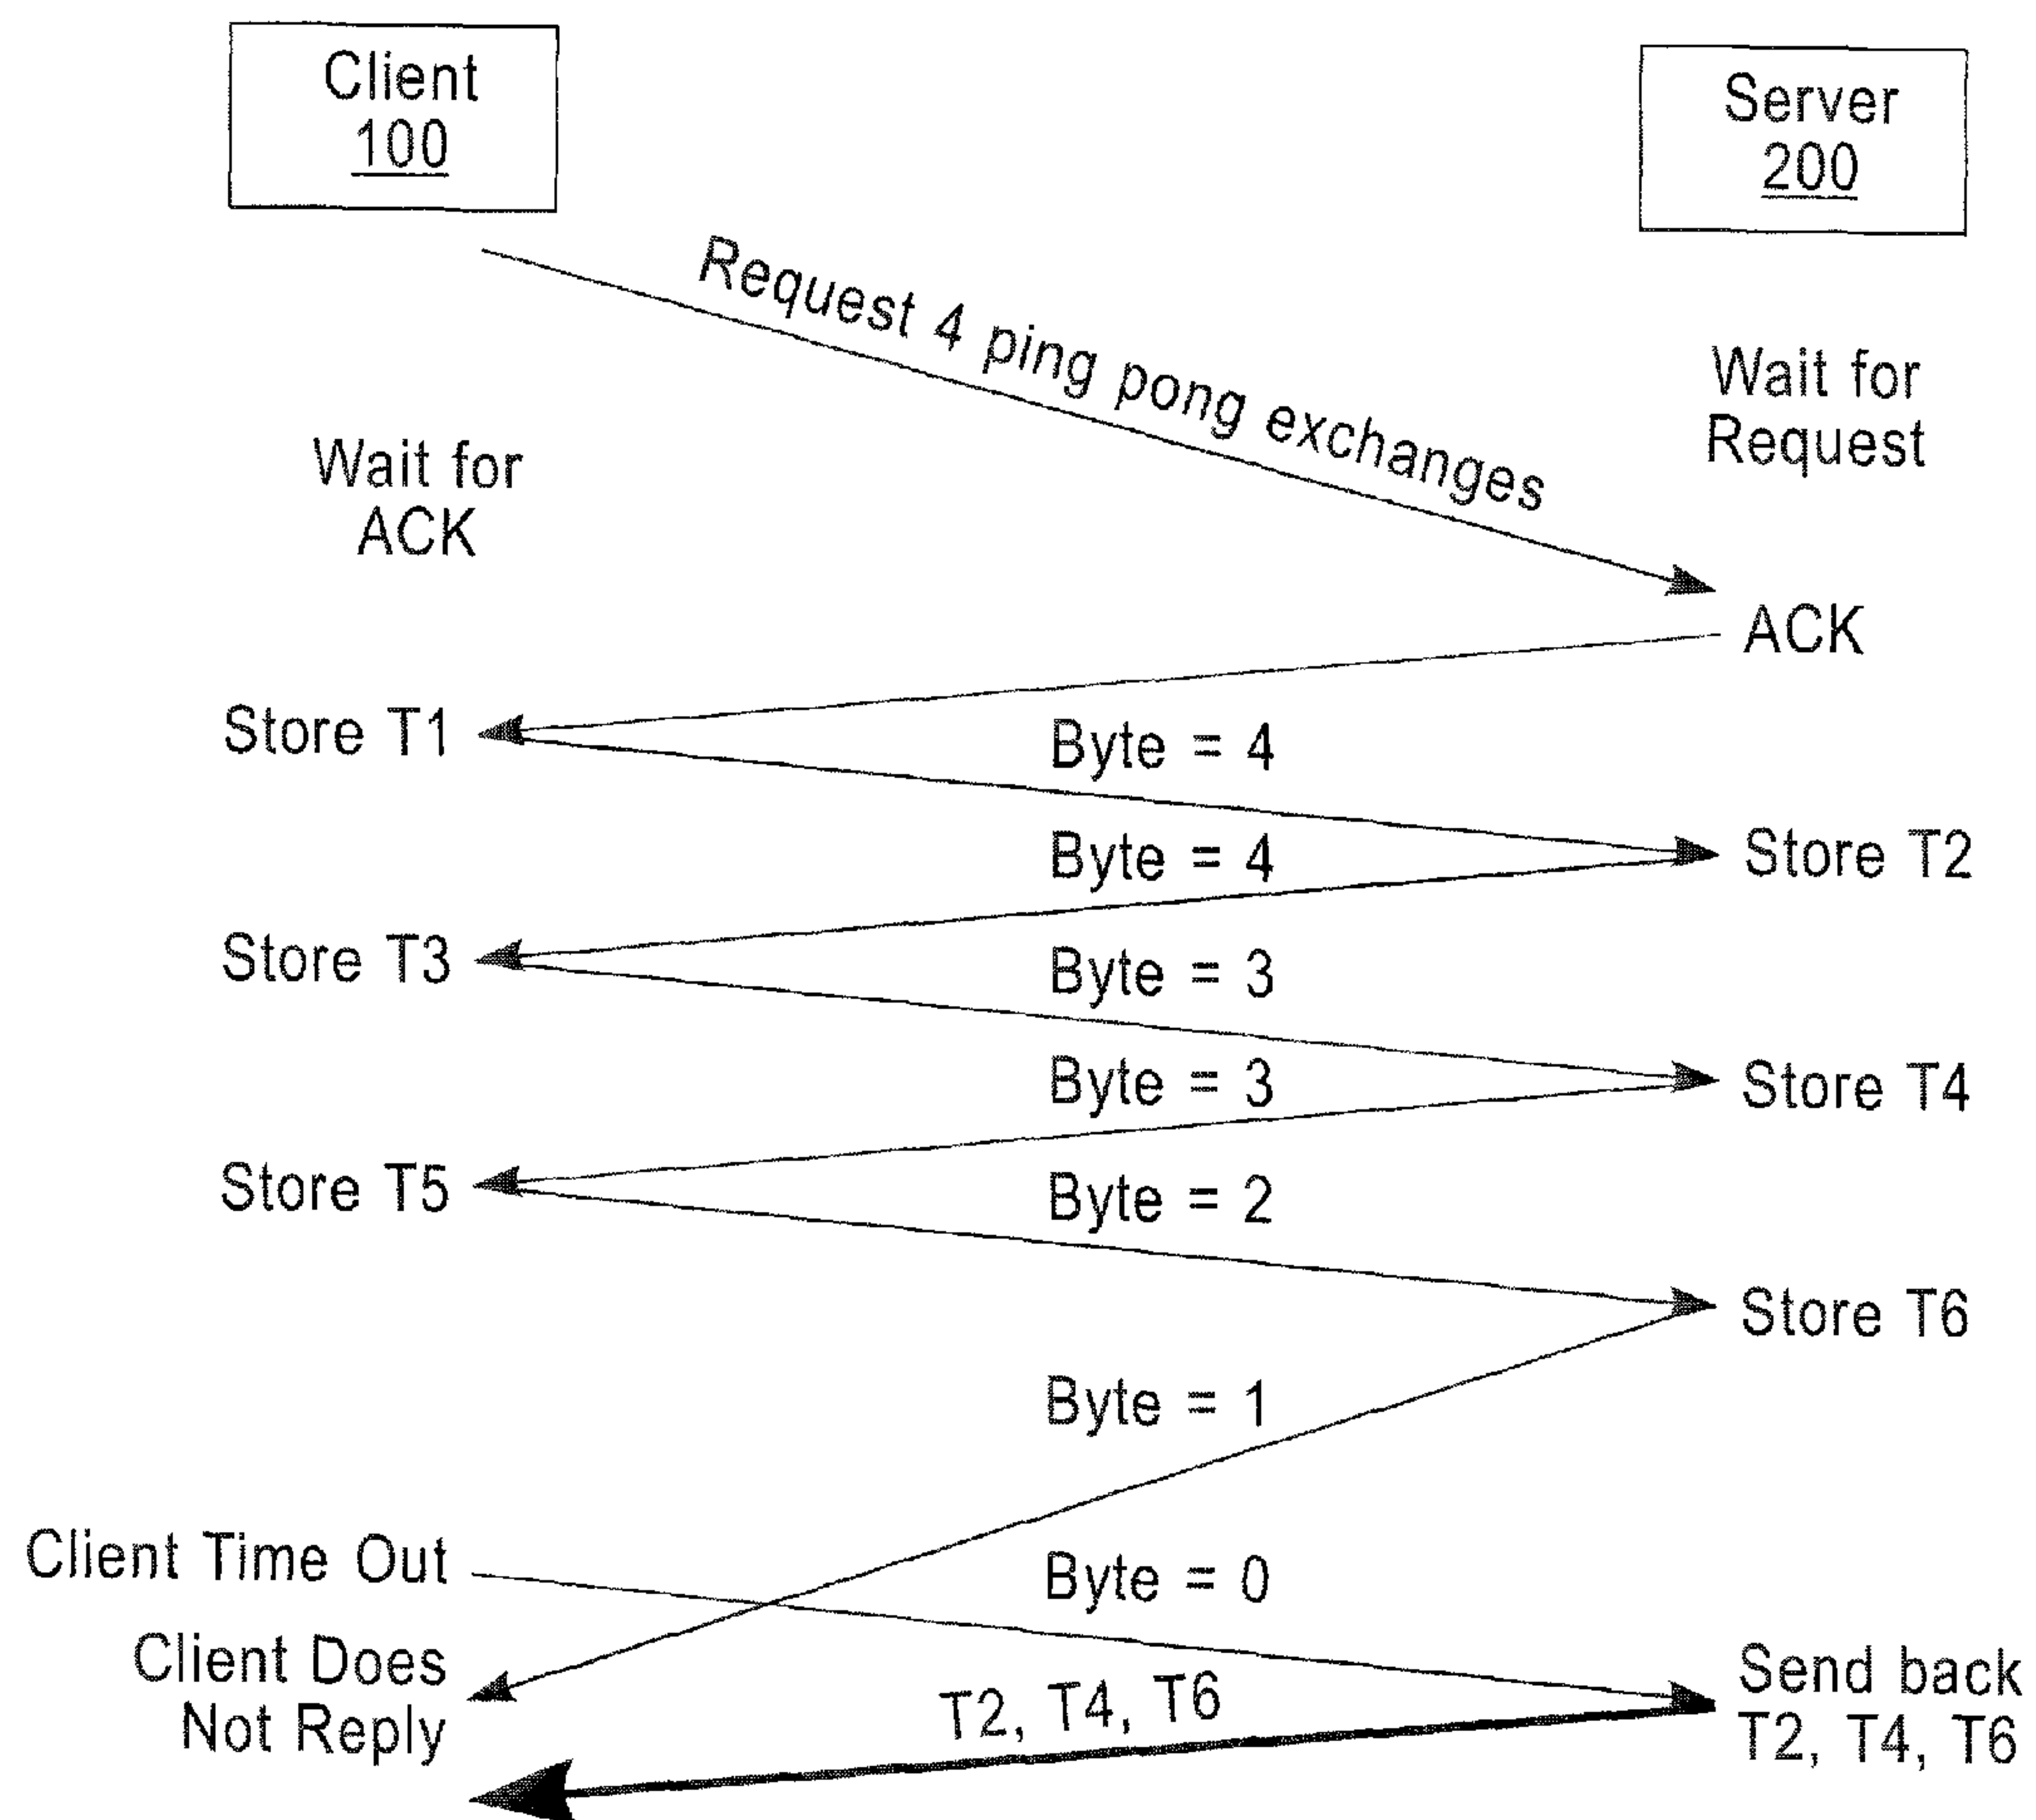 Client
100
Server
200
Request 4 ping pong exchanges
Wait for
Request
Wait for
ACK
ACK
Store T1
Byte = 4
Byte = 4
Store T2
Store T3
Byte = 3
Byte = 3
Store T4
Store T5
Byte = 2
Store T6
Byte = 1
Client Time Out
Byte = 0
Client Does
Not Reply
T2, T4, T6
Send back
T2, T4, T6